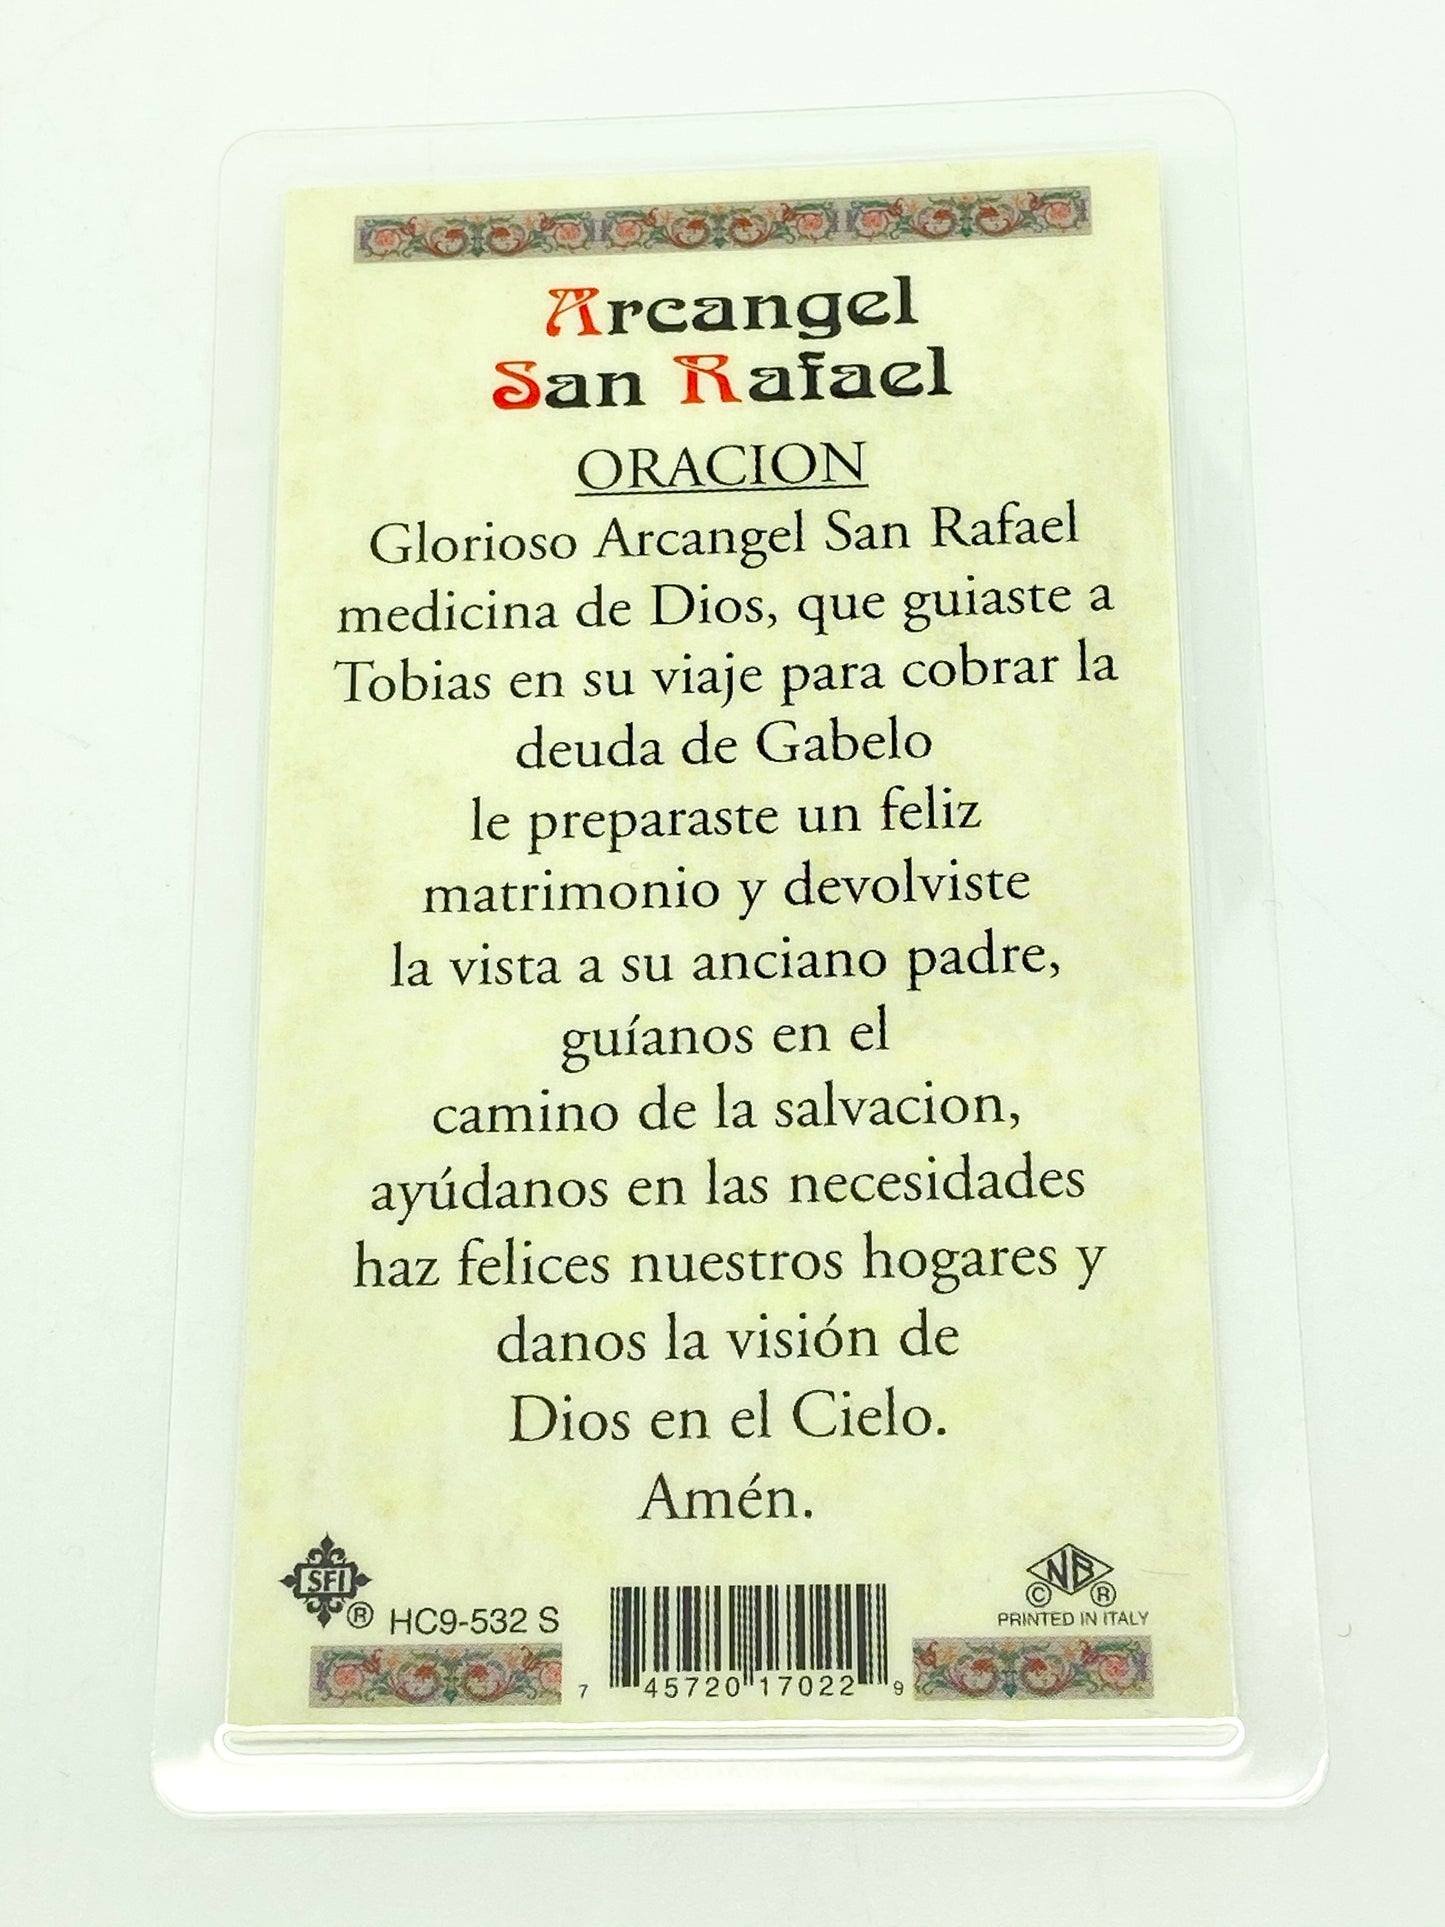 Arcangel
San Rafael
ORACION
Glorioso Arcangel San Rafael
medicina de Dios, que guiaste a
Tobias en su viaje para cobrar la
deuda de Gabelo
le preparaste un feliz
matrimonio y devolviste
la vista a su anciano padre,
guíanos en el
camino de la salvacion,
ayúdanos en las necesidades
haz felices nuestros hogares y
danos la visión de
Dios en el Cielo.
Amén.
SFI ® HC9-532 S
NB
© ®
PRINTED IN ITALY
7 45720 17022 9